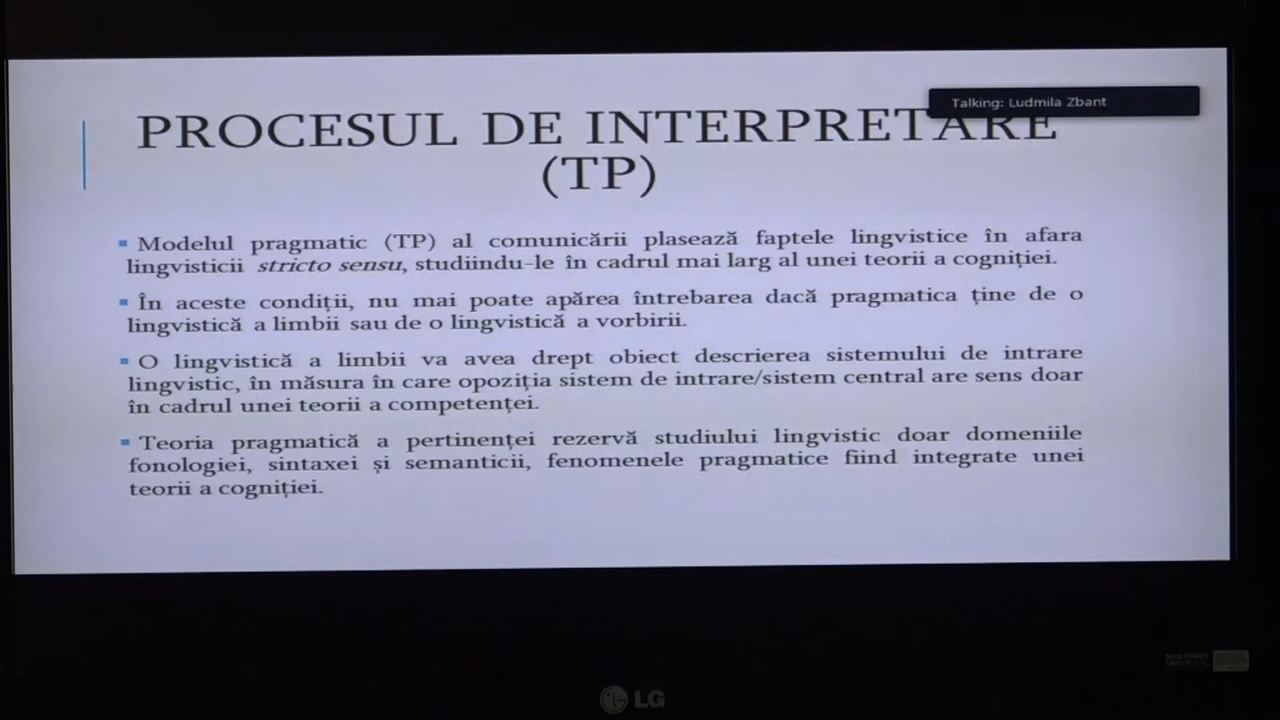 Talking: Ludmila Zbant
PROCESUL DE INTERPRETARE
(TP)
Modelul pragmatic (TP) al comunicării plasează faptele lingvistice în afara
lingvisticii stricto sensu, studiindu-le în cadrul mai larg al unei teorii a cogniției.
În aceste condiții, nu mai poate apărea întrebarea dacă pragmatica ține de o
lingvistică a limbii sau de o lingvistică a vorbirii.
O lingvistică a limbii va avea drept obiect descrierea sistemului de intrare
lingvistic, în măsura în care opoziția sistem de intrare/sistem central are sens doar
în cadrul unei teorii a competenței.
Teoria pragmatică a pertinenței rezervă studiului lingvistic doar domeniile
fonologiei, sintaxei și semanticii, fenomenele pragmatice fiind integrate unei
teorii a cogniției.
LG